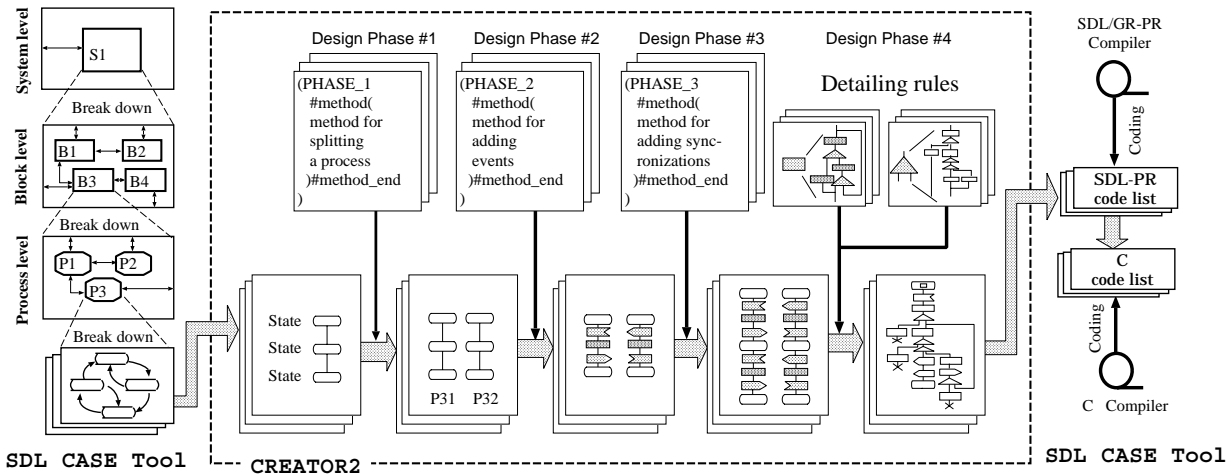 System level
S1
Break down
Block level
B1
B2
B3
B4
Break down
Process level
P1
P2
P3
Break down
SDL CASE Tool
Design Phase #1
(PHASE_1
#method(
method for
splitting
a process
)#method_end
)
Design Phase #2
(PHASE_2
#method(
method for
adding
events
)#method_end
)
Design Phase #3
(PHASE_3
#method(
method for
adding sync-
ronizations
)#method_end
)
Design Phase #4
Detailing rules
State
State
State
P31 P32
CREATOR2
SDL/GR-PR
Compiler
Coding
SDL-PR
code list
C
code list
Coding
C Compiler
SDL CASE Tool